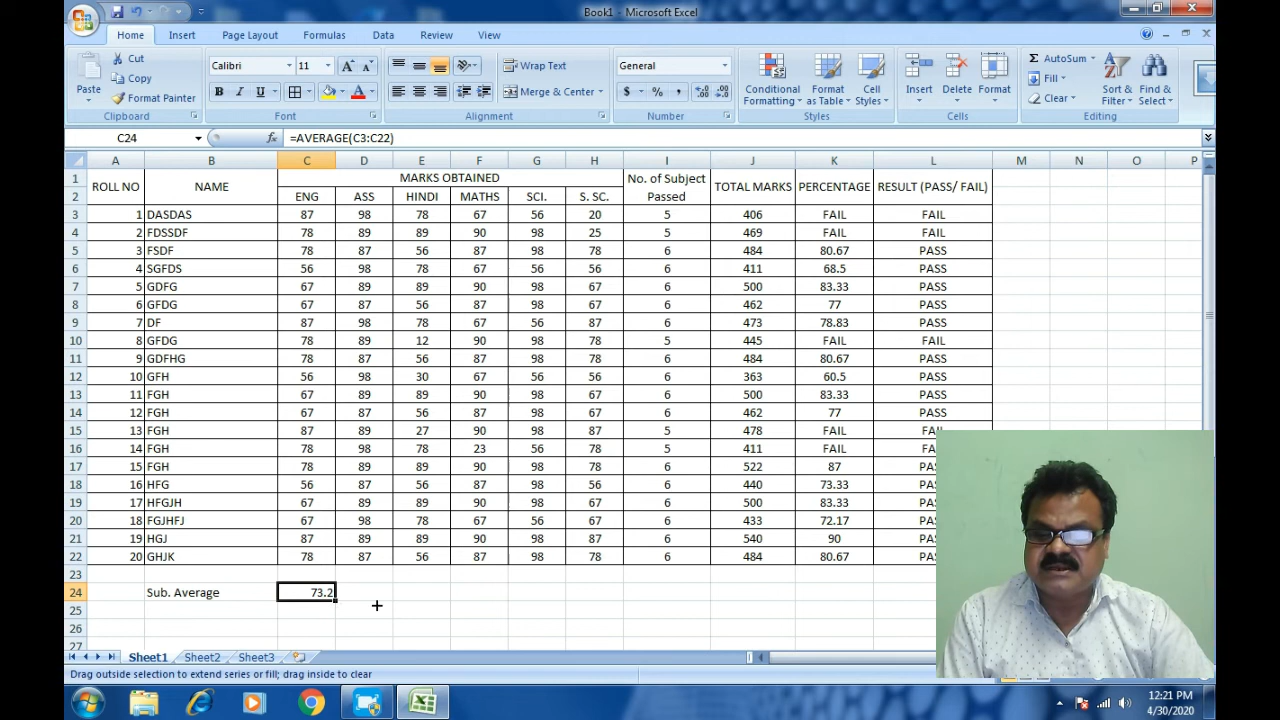 Book1 - Microsoft Excel
Home Insert Page Layout Formulas Data Review View
Cut
Copy
Format Painter
Paste
Clipboard
Calibri 11
B I U
Font
Wrap Text
Merge & Center
Alignment
General
$ % ,
Number
Conditional Formatting
Format as Table
Cell Styles
Styles
Insert Delete Format
Cells
Σ AutoSum
Fill
Clear
Sort & Filter
Find & Select
Editing
C24 fx =AVERAGE(C3:C22)
A B C D E F G H I J K L M N O P
1 ROLL NO NAME MARKS OBTAINED No. of Subject Passed TOTAL MARKS PERCENTAGE RESULT (PASS/ FAIL)
2 ENG ASS HINDI MATHS SCI. S. SC.
3 1 DASDAS 87 98 78 67 56 20 5 406 FAIL FAIL
4 2 FDSSDF 78 89 89 90 98 25 5 469 FAIL FAIL
5 3 FSDF 78 87 56 87 98 78 6 484 80.67 PASS
6 4 SGFDS 56 98 78 67 56 56 6 411 68.5 PASS
7 5 GDFG 67 89 89 90 98 67 6 500 83.33 PASS
8 6 GFDG 67 87 56 87 98 67 6 462 77 PASS
9 7 DF 87 98 78 67 56 87 6 473 78.83 PASS
10 8 GFDG 78 89 12 90 98 78 5 445 FAIL FAIL
11 9 GDFHG 78 87 56 87 98 78 6 484 80.67 PASS
12 10 GFH 56 98 30 67 56 56 6 363 60.5 PASS
13 11 FGH 67 89 89 90 98 67 6 500 83.33 PASS
14 12 FGH 67 87 56 87 98 67 6 462 77 PASS
15 13 FGH 87 89 27 90 98 87 5 478 FAIL FAI
16 14 FGH 78 98 78 23 56 78 5 411 FAIL FA
17 15 FGH 78 89 89 90 98 78 6 522 87 PA
18 16 HFG 56 87 56 87 98 56 6 440 73.33 PA
19 17 HFGJH 67 89 89 90 98 67 6 500 83.33 PA
20 18 FGJHFJ 67 98 78 67 56 67 6 433 72.17 PA
21 19 HGJ 87 89 89 90 98 87 6 540 90 PA
22 20 GHJK 78 87 56 87 98 78 6 484 80.67 PA
23
24 Sub. Average 73.2
25
26
27
Sheet1 Sheet2 Sheet3
Drag outside selection to extend series or fill; drag inside to clear
12:21 PM
4/30/2020